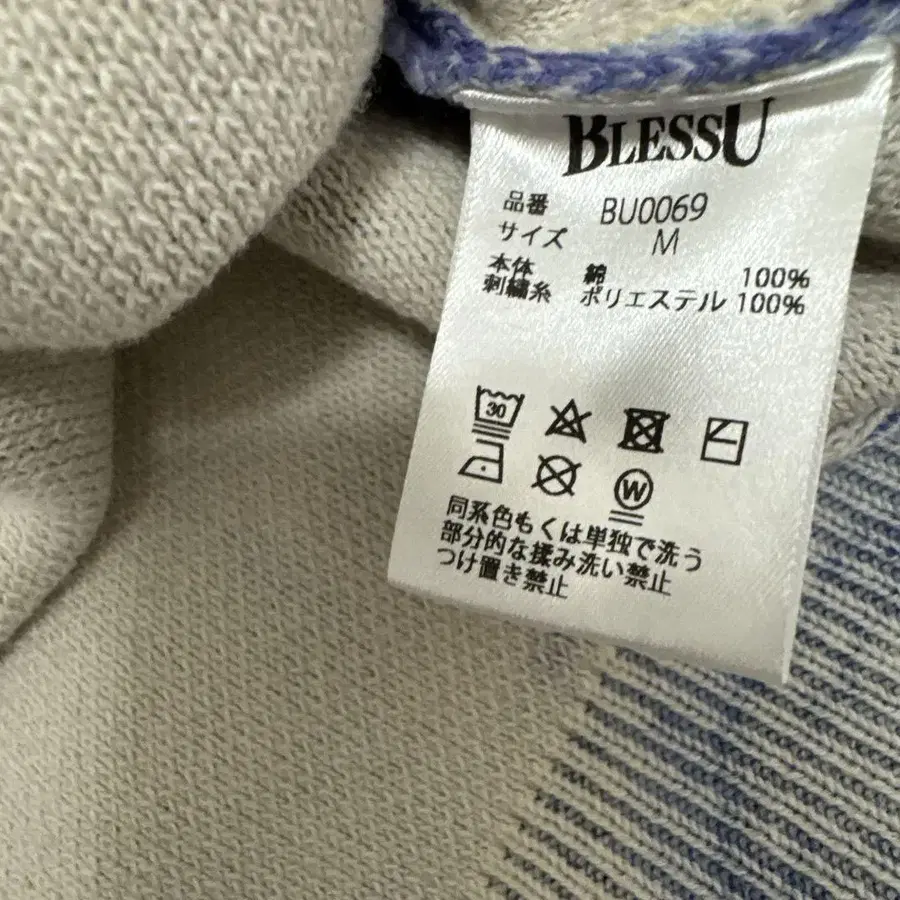 BLESSU
品番 BU0069
サイズ M
本体 綿 100%
刺繍糸 ポリエステル 100%
30
W
同系色もくは単独で洗う
部分的な揉み洗い禁止
つけ置き禁止